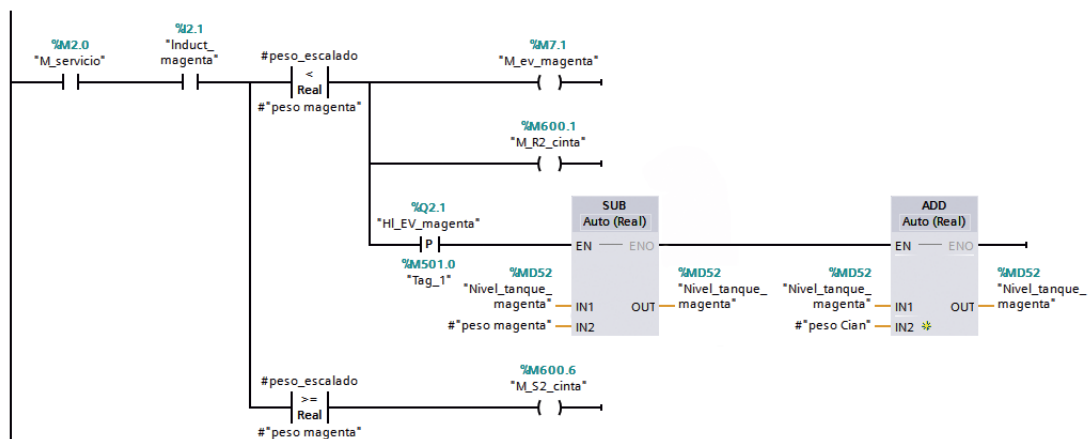 %M2.0
"M_servicio"
%I2.1
"Induct_
magenta"
#peso_escalado
<
Real
#"peso magenta"
%M7.1
"M_ev_magenta"
%M600.1
"M_R2_cinta"
%Q2.1
"Hl_EV_magenta"
P
%M501.0
"Tag_1"
SUB
Auto (Real)
EN
ENO
%MD52
"Nivel_tanque_
magenta"
IN1
#"peso magenta"
IN2
OUT
%MD52
"Nivel_tanque_
magenta"
ADD
Auto (Real)
EN
ENO
%MD52
"Nivel_tanque_
magenta"
IN1
#"peso Cian"
IN2
OUT
%MD52
"Nivel_tanque_
magenta"
#peso_escalado
>=
Real
#"peso magenta"
%M600.6
"M_S2_cinta"